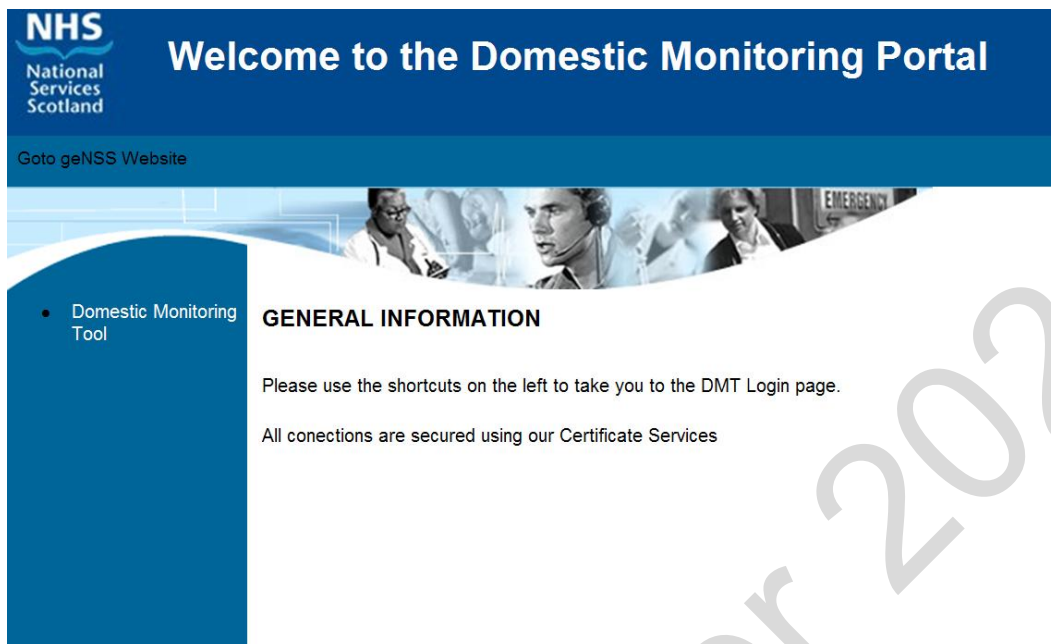 NHS
National
Services
Scotland
Welcome to the Domestic Monitoring Portal
Goto geNSS Website
EMERGENCY
Domestic Monitoring
Tool
GENERAL INFORMATION
Please use the shortcuts on the left to take you to the DMT Login page.
All conections are secured using our Certificate Services